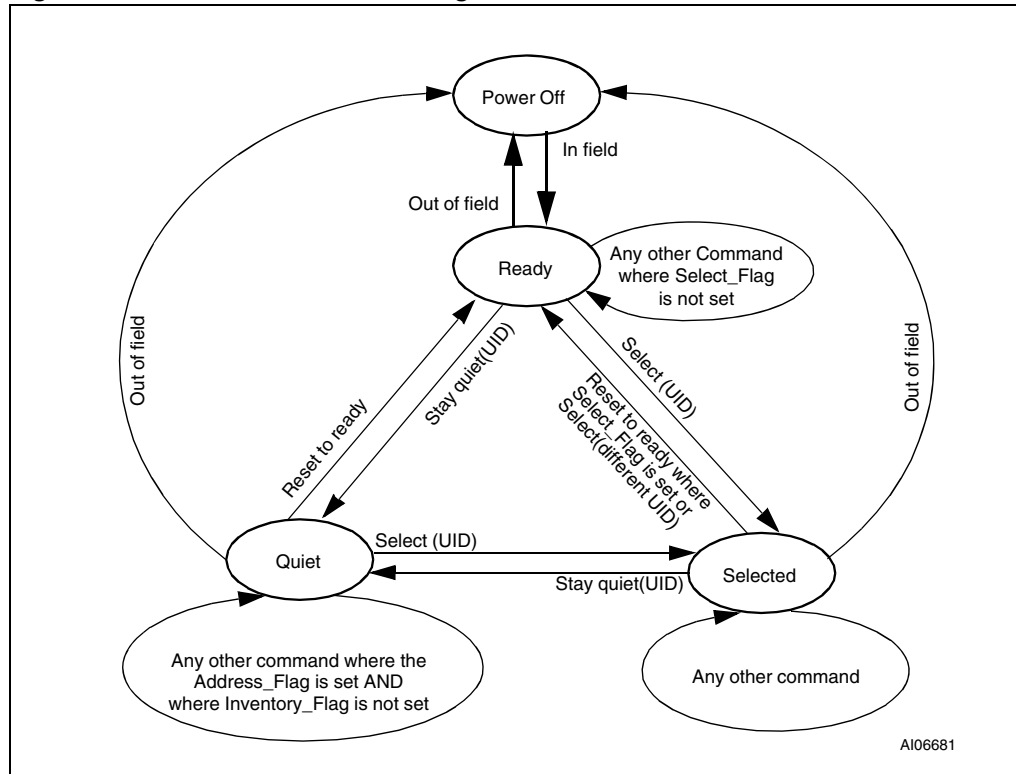 Power Off
In field
Out of field
Ready
Any other Command
where Select_Flag
is not set
Out of field
Out of field
Reset to ready
Stay quiet(UID)
Select (UID)
Reset to ready where
Select_Flag is set or
Select(different UID)
Quiet
Select (UID)
Stay quiet(UID)
Selected
Any other command where the
Address_Flag is set AND
where Inventory_Flag is not set
Any other command
AI06681